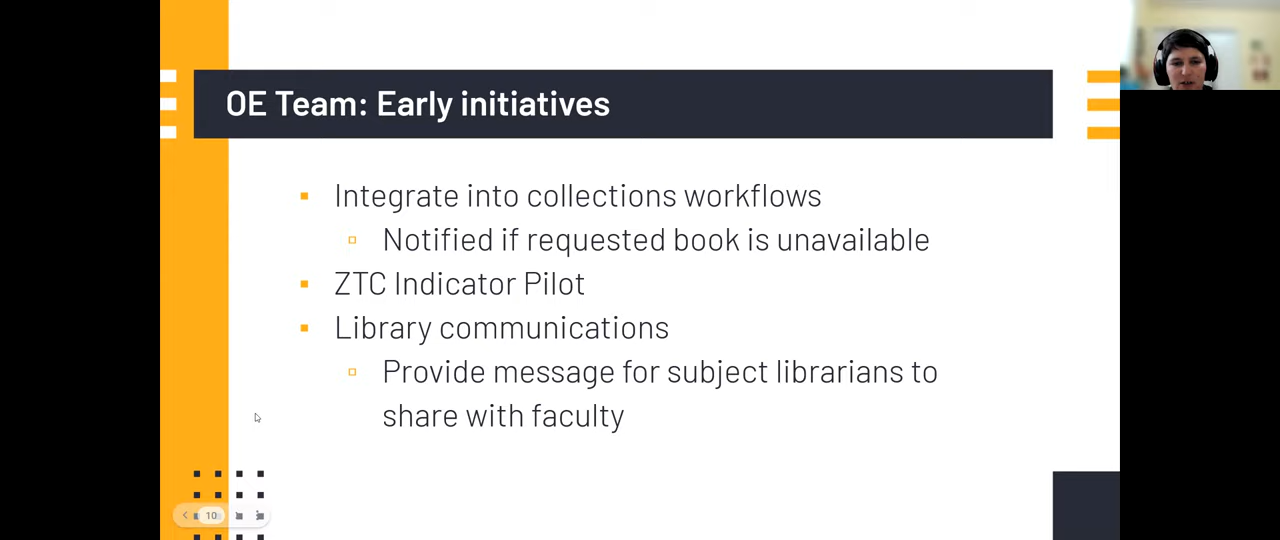 OE Team: Early initiatives
Integrate into collections workflows
Notified if requested book is unavailable
ZTC Indicator Pilot
Library communications
Provide message for subject librarians to
share with faculty
10